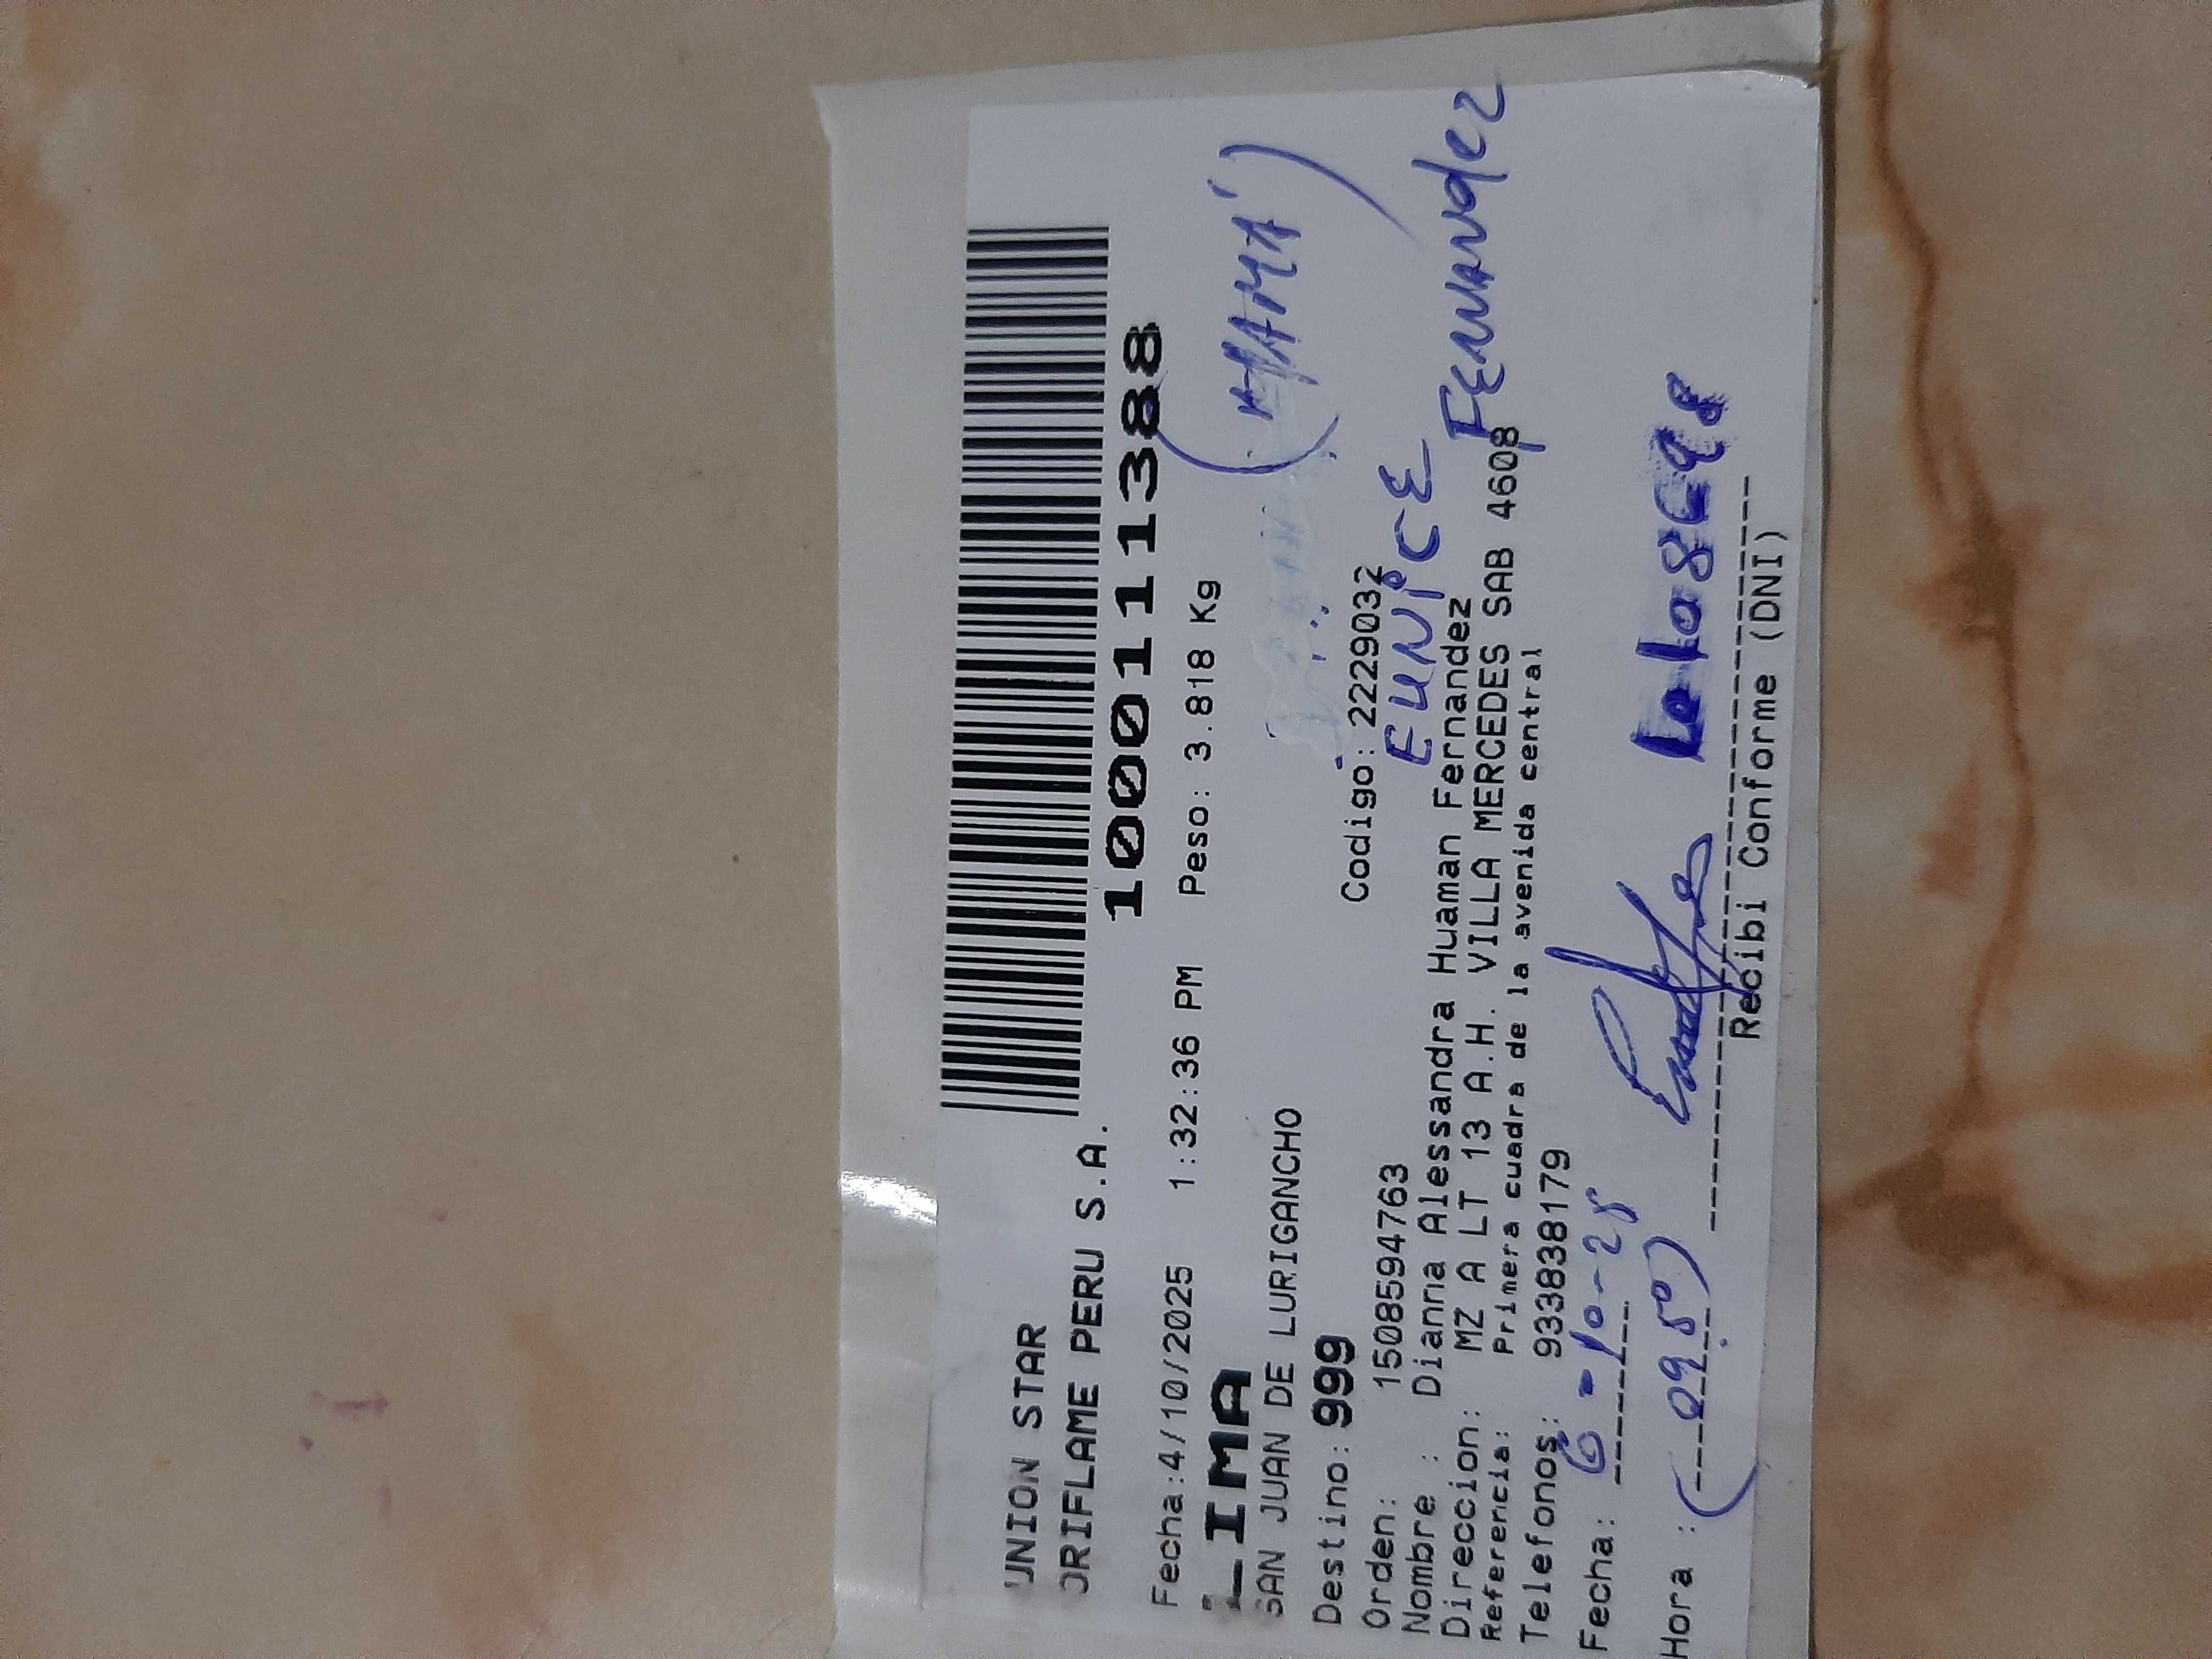 UNION STAR
ORIFLAME PERU S.A.
1000111388
Fecha:4/10/2025 1:32:36 PM Peso: 3.818 Kg
LIMA
(MAMÁ)
SAN JUAN DE LURIGANCHO
Destino: 999
Codigo: 2229032
Orden: 1508594763
EUNICE Fernandez
Nombre : Dianna Alessandra Huaman Fernandez
Direccion: MZ A LT 13 A.H. VILLA MERCEDES SAB 4608
Referencia: Primera cuadra de la avenida central
Telefonos: 933838179
Fecha: 6-10-25
Hora : (09:50)
Recibi Conforme (DNI)